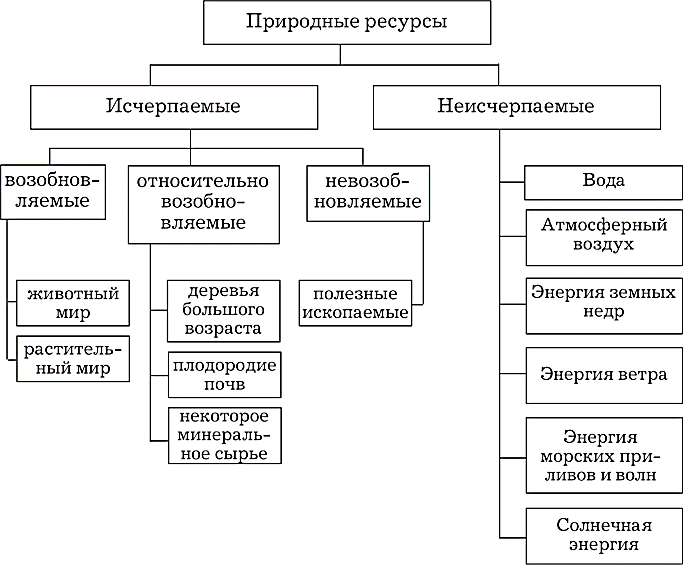 Природные ресурсы
Исчерпаемые
Неисчерпаемые
возобнов-
ляемые
относительно
возобно-
вляемые
невозоб-
новляемые
животный
мир
раститель-
ный мир
деревья
большого
возраста
плодородие
почв
некоторое
минераль-
ное сырье
полезные
ископаемые
Вода
Атмосферный
воздух
Энергия земных
недр
Энергия ветра
Энергия
морских при-
ливов и волн
Солнечная
энергия